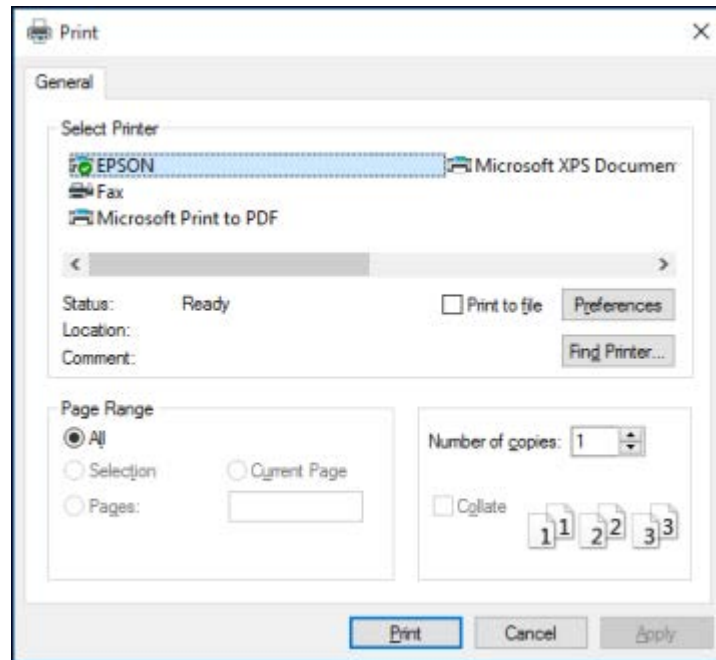 Print
General
Select Printer
EPSON Microsoft XPS Documen
Fax
Microsoft Print to PDF
Status: Ready Print to file Preferences
Location:
Comment: Find Printer...
Page Range
All Number of copies: 1
Selection Current Page
Pages: Collate
1 1 2 2 3 3
Print Cancel Apply